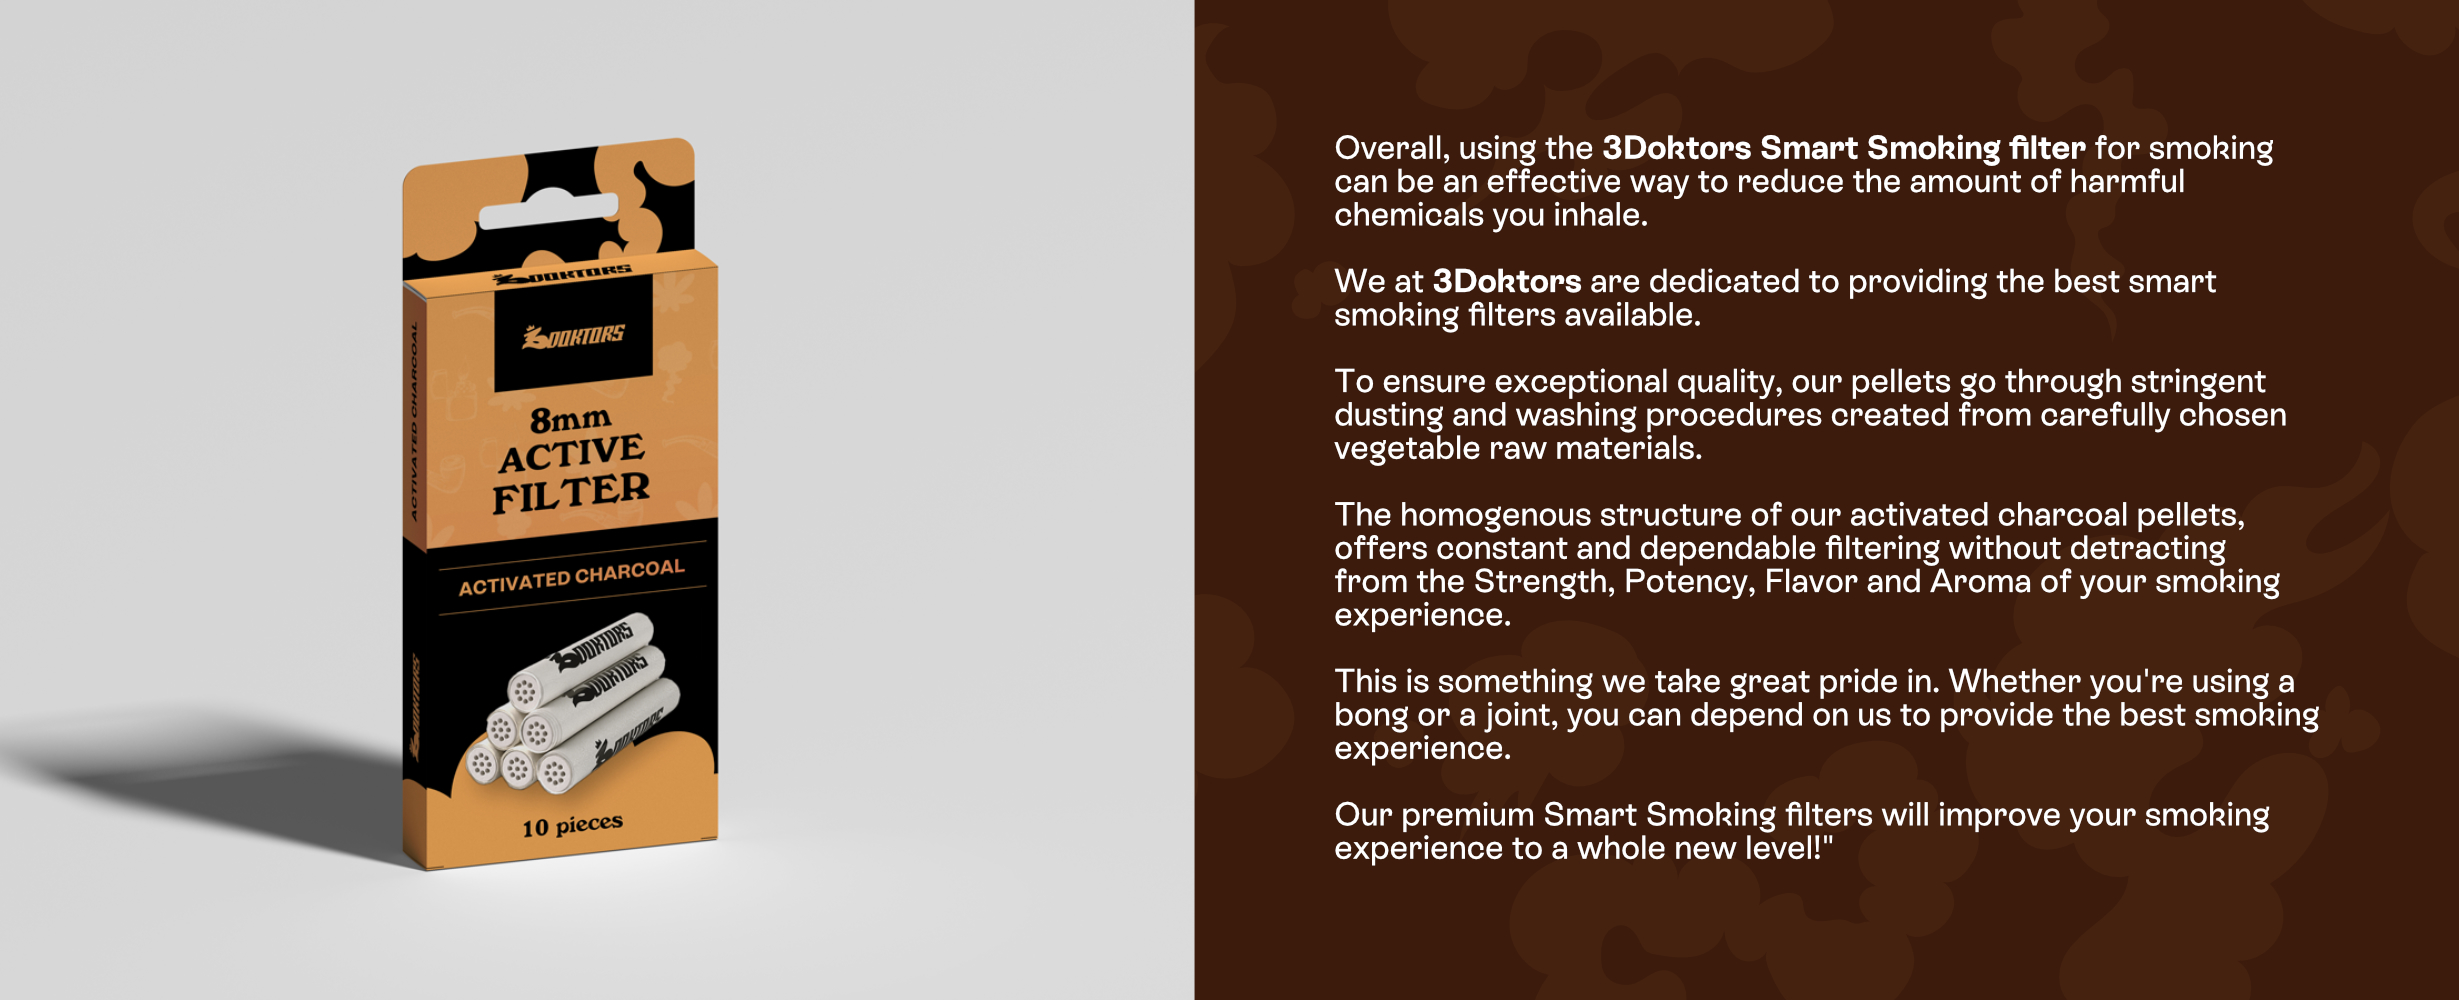 3DOKTORS
3DOKTORS
8mm
ACTIVE
FILTER
ACTIVATED CHARCOAL
3DOKTORS
3DOKTORS
3DOKTORS
10 pieces
ACTIVATED CHARCOAL
3DOKTORS
Overall, using the 3Doktors Smart Smoking filter for smoking
can be an effective way to reduce the amount of harmful
chemicals you inhale.
We at 3Doktors are dedicated to providing the best smart
smoking filters available.
To ensure exceptional quality, our pellets go through stringent
dusting and washing procedures created from carefully chosen
vegetable raw materials.
The homogenous structure of our activated charcoal pellets,
offers constant and dependable filtering without detracting
from the Strength, Potency, Flavor and Aroma of your smoking
experience.
This is something we take great pride in. Whether you're using a
bong or a joint, you can depend on us to provide the best smoking
experience.
Our premium Smart Smoking filters will improve your smoking
experience to a whole new level!"